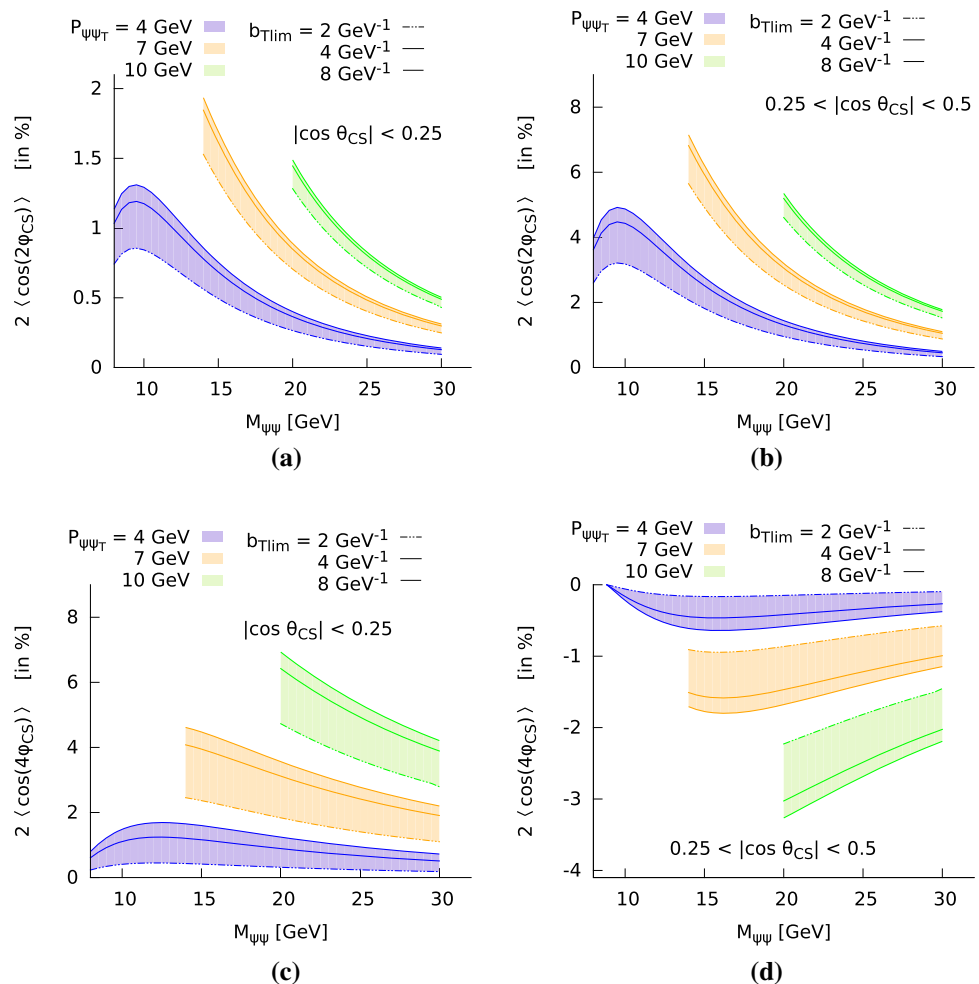 P_ψψ_T = 4 GeV b_Tlim = 2 GeV⁻¹
7 GeV 4 GeV⁻¹
10 GeV 8 GeV⁻¹
2 ⟨ cos(2φ_CS) ⟩ [in %]
|cos θ_CS| < 0.25
2
1.5
1
0.5
0
10 15 20 25 30
M_ψψ [GeV]
(a)
P_ψψ_T = 4 GeV b_Tlim = 2 GeV⁻¹
7 GeV 4 GeV⁻¹
10 GeV 8 GeV⁻¹
2 ⟨ cos(2φ_CS) ⟩ [in %]
0.25 < |cos θ_CS| < 0.5
8
6
4
2
0
10 15 20 25 30
M_ψψ [GeV]
(b)
P_ψψ_T = 4 GeV b_Tlim = 2 GeV⁻¹
7 GeV 4 GeV⁻¹
10 GeV 8 GeV⁻¹
2 ⟨ cos(4φ_CS) ⟩ [in %]
|cos θ_CS| < 0.25
8
6
4
2
0
10 15 20 25 30
M_ψψ [GeV]
(c)
P_ψψ_T = 4 GeV b_Tlim = 2 GeV⁻¹
7 GeV 4 GeV⁻¹
10 GeV 8 GeV⁻¹
2 ⟨ cos(4φ_CS) ⟩ [in %]
0
-1
-2
-3
-4
0.25 < |cos θ_CS| < 0.5
10 15 20 25 30
M_ψψ [GeV]
(d)